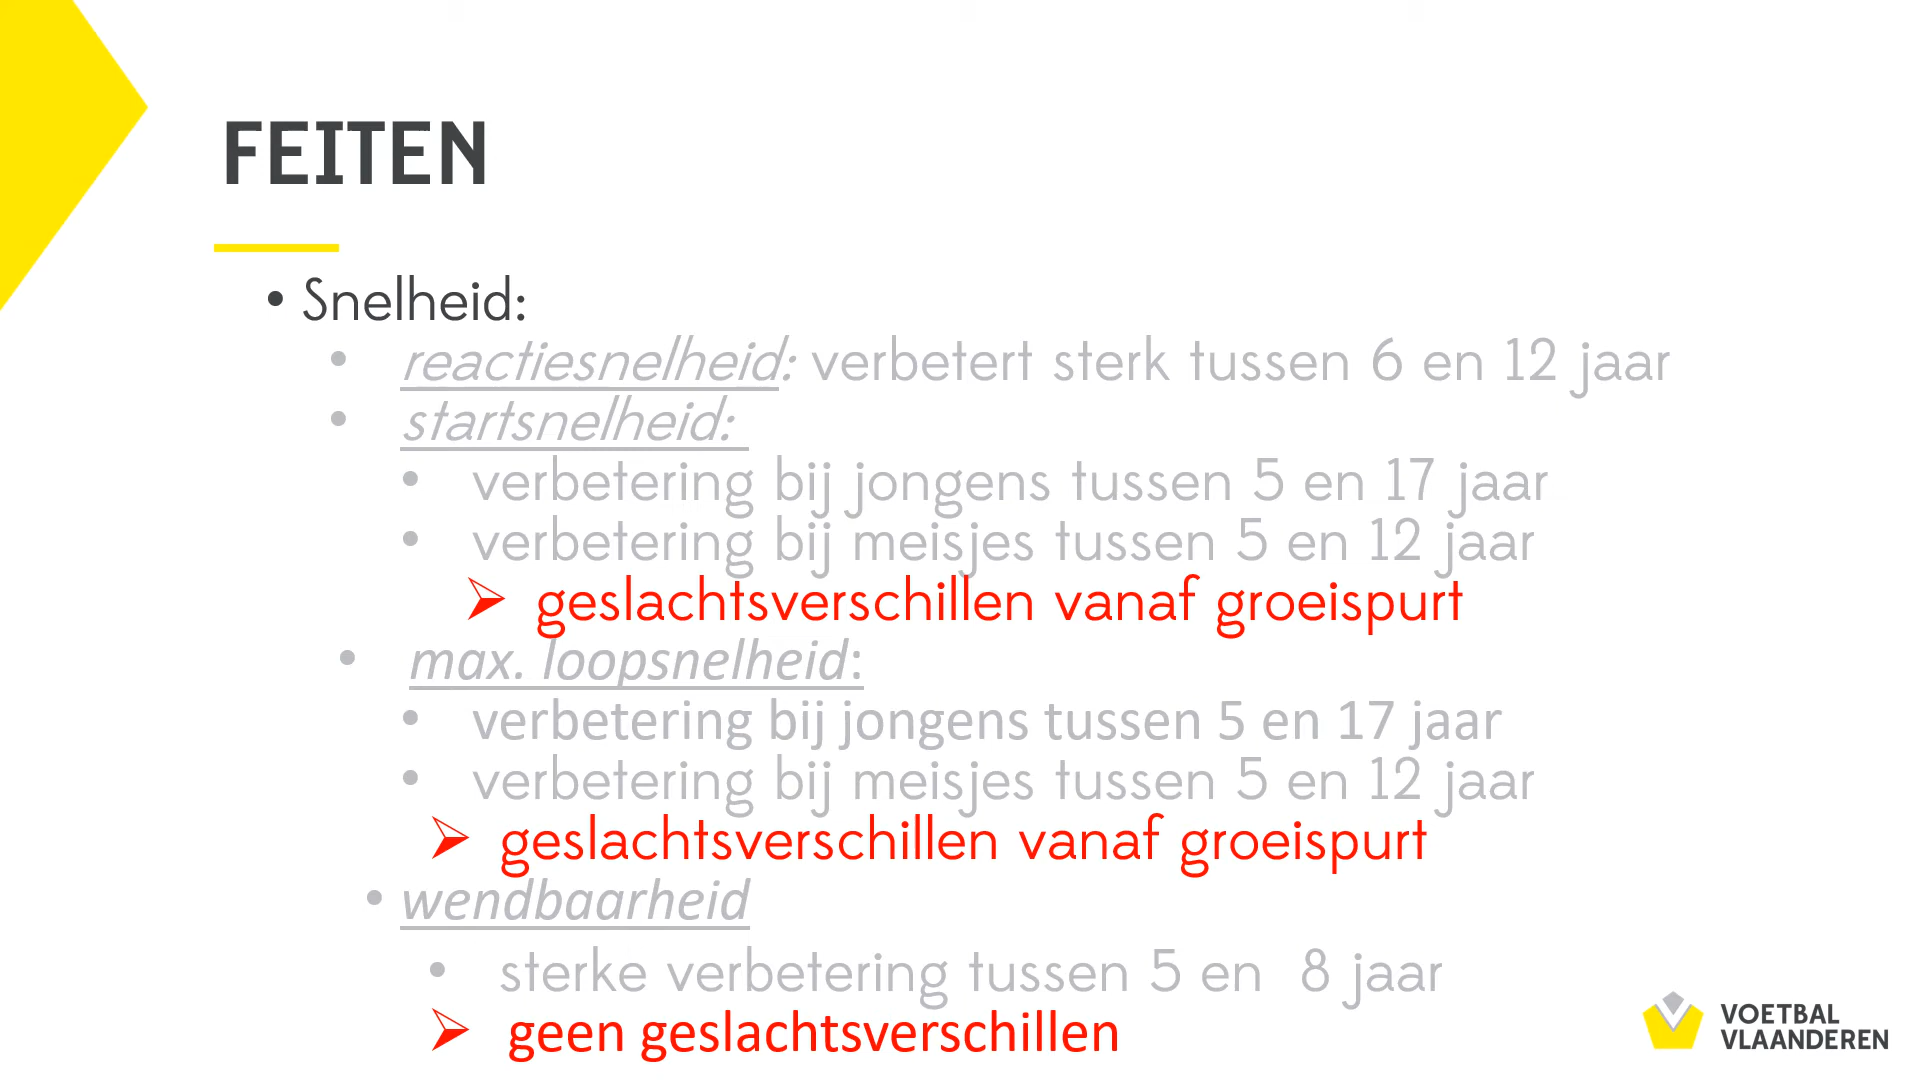 FEITEN
• Snelheid:
• reactiesnelheid: verbetert sterk tussen 6 en 12 jaar
• startsnelheid:
• verbetering bij jongens tussen 5 en 17 jaar
• verbetering bij meisjes tussen 5 en 12 jaar
➢ geslachtsverschillen vanaf groeispurt
• max. loopsnelheid:
• verbetering bij jongens tussen 5 en 17 jaar
• verbetering bij meisjes tussen 5 en 12 jaar
➢ geslachtsverschillen vanaf groeispurt
• wendbaarheid
• sterke verbetering tussen 5 en 8 jaar
➢ geen geslachtsverschillen
VOETBAL
VLAANDEREN